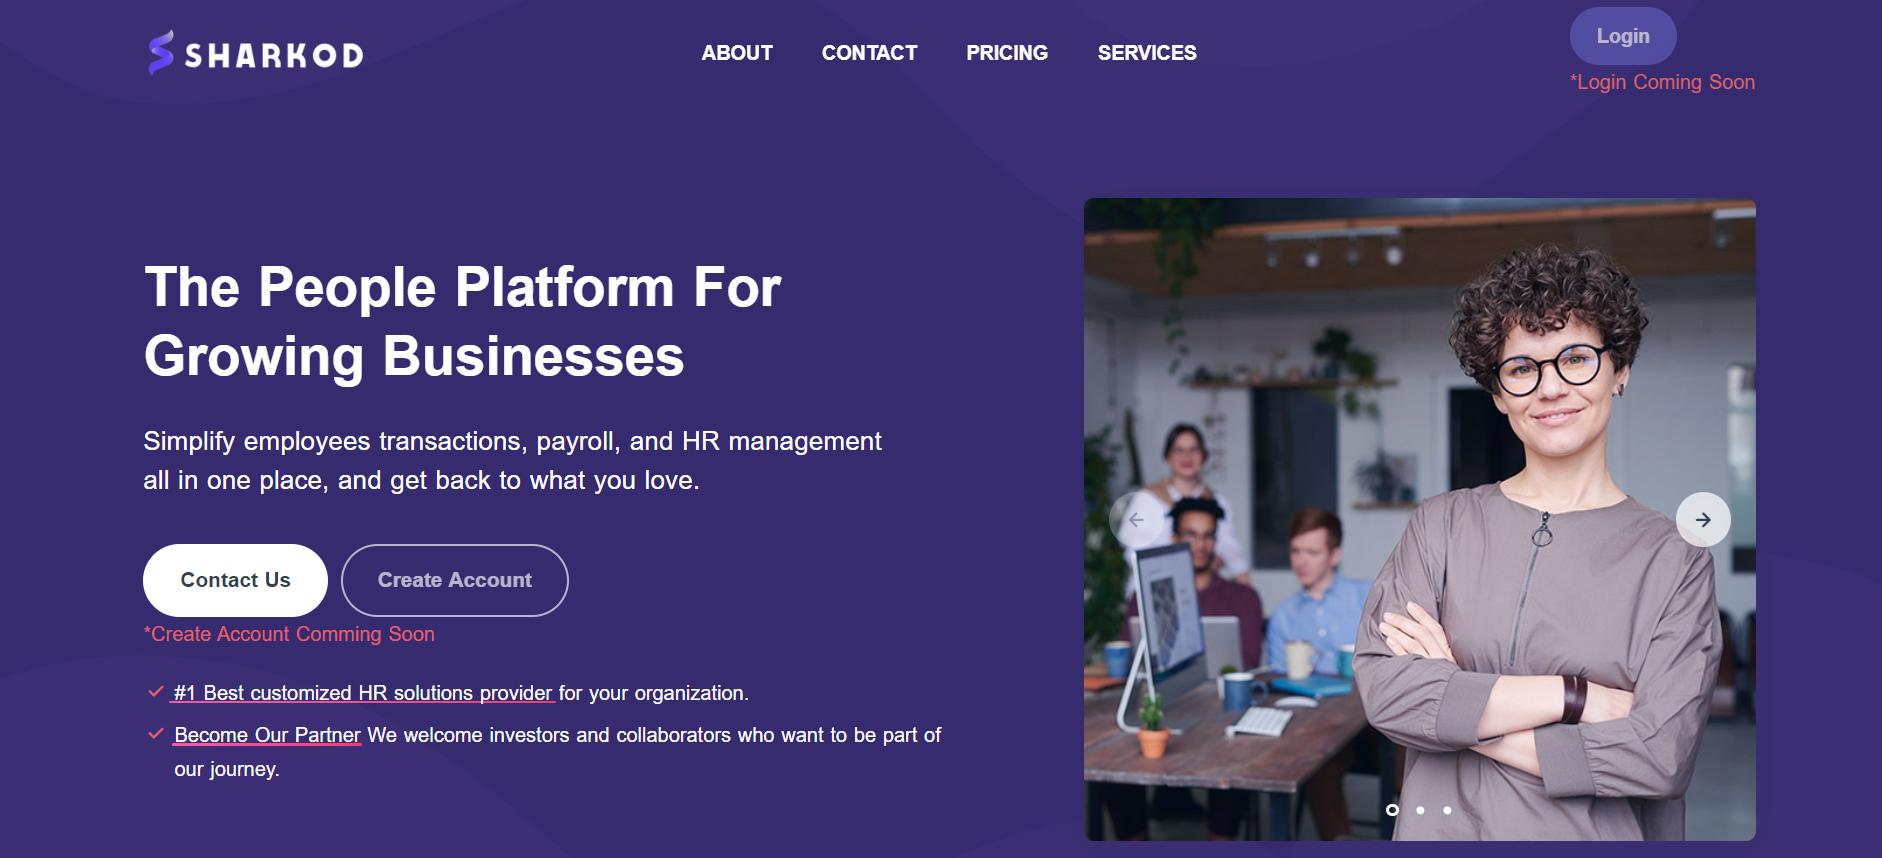 SHARKOD
ABOUT CONTACT PRICING SERVICES
Login
*Login Coming Soon
The People Platform For
Growing Businesses
Simplify employees transactions, payroll, and HR management
all in one place, and get back to what you love.
Contact Us Create Account
*Create Account Comming Soon
#1 Best customized HR solutions provider for your organization.
Become Our Partner We welcome investors and collaborators who want to be part of
our journey.